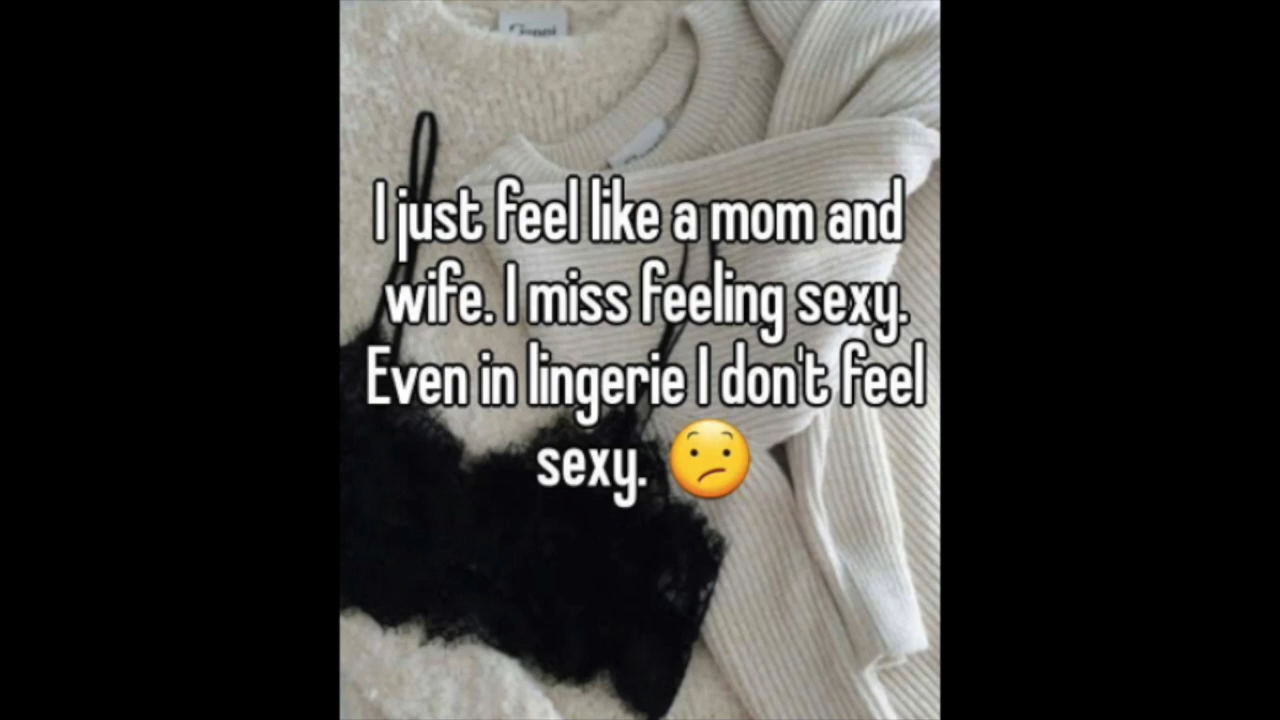 I just feel like a mom and
wife. I miss feeling sexy.
Even in lingerie I don't feel
sexy. 😕